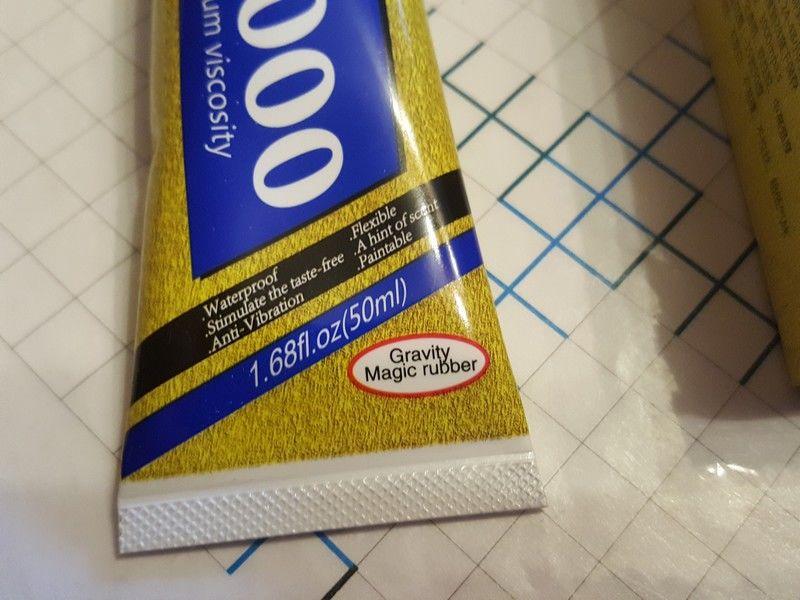 000
um viscosity
.Waterproof
.Stimulate the taste-free
.Anti-Vibration
.Flexible
.A hint of scent
.Paintable
1.68fl.oz(50ml)
Gravity
Magic rubber